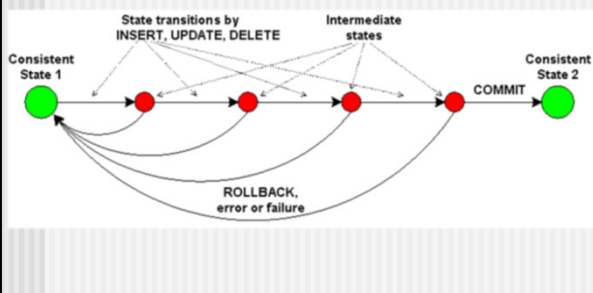 State transitions by
INSERT, UPDATE, DELETE
Intermediate
states
Consistent
State 1
Consistent
State 2
COMMIT
ROLLBACK,
error or failure